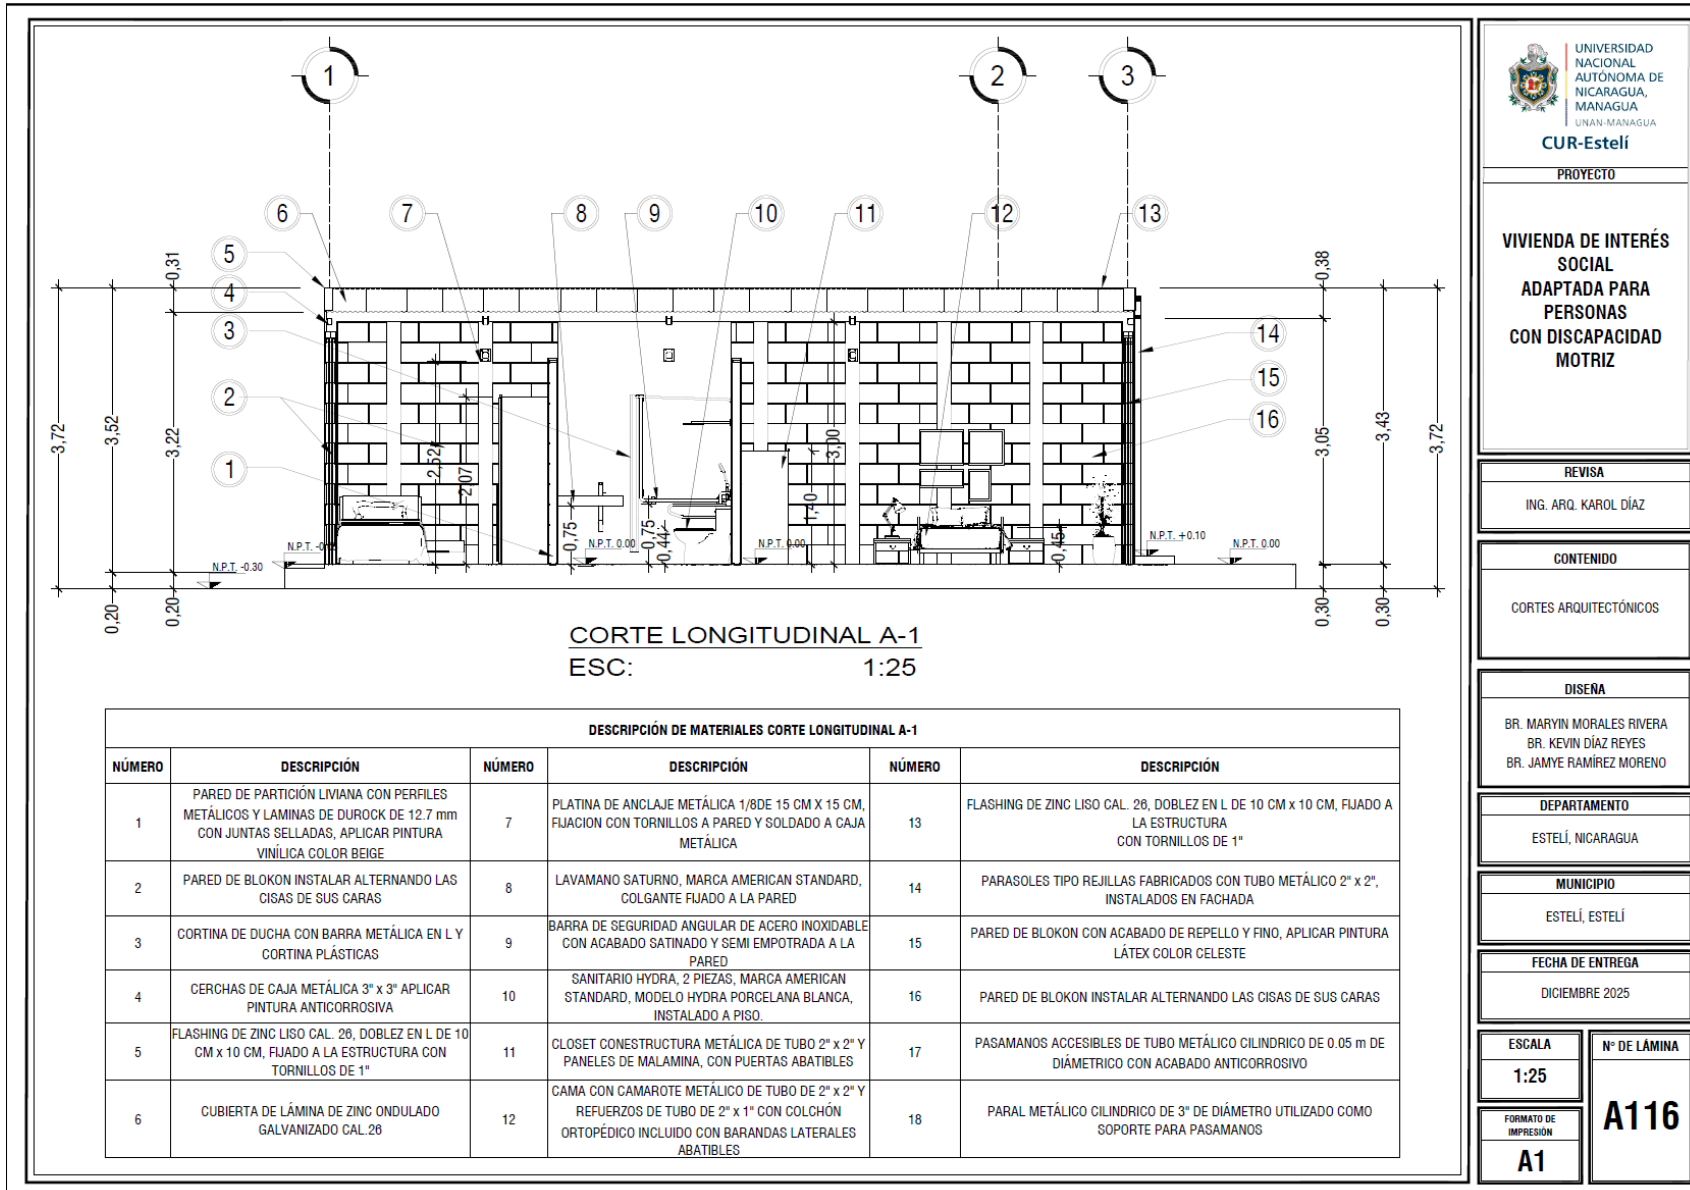 1
2
3
6
7
8
9
10
11
12
13
5
4
3
2
1
14
15
16
0,31
0,38
3,72
3,52
3,22
2,52
2,07
0,75
0,75
0,44
1,40
3,00
0,45
3,05
3,43
3,72
N.P.T. -0.30
N.P.T. 0.00
N.P.T. 0.00
N.P.T. +0.10
N.P.T. 0.00
0,20
0,20
0,30
0,30
CORTE LONGITUDINAL A-1
ESC: 1:25
DESCRIPCIÓN DE MATERIALES CORTE LONGITUDINAL A-1
NÚMERO DESCRIPCIÓN NÚMERO DESCRIPCIÓN NÚMERO DESCRIPCIÓN
1
PARED DE PARTICIÓN LIVIANA CON PERFILES
METÁLICOS Y LAMINAS DE DUROCK DE 12.7 mm
CON JUNTAS SELLADAS, APLICAR PINTURA
VINÍLICA COLOR BEIGE
7
PLATINA DE ANCLAJE METÁLICA 1/8DE 15 CM X 15 CM,
FIJACION CON TORNILLOS A PARED Y SOLDADO A CAJA
METÁLICA
13
FLASHING DE ZINC LISO CAL. 26, DOBLEZ EN L DE 10 CM x 10 CM, FIJADO A
LA ESTRUCTURA
CON TORNILLOS DE 1"
2
PARED DE BLOKON INSTALAR ALTERNANDO LAS
CISAS DE SUS CARAS
8
LAVAMANO SATURNO, MARCA AMERICAN STANDARD,
COLGANTE FIJADO A LA PARED
14
PARASOLES TIPO REJILLAS FABRICADOS CON TUBO METÁLICO 2" x 2",
INSTALADOS EN FACHADA
3
CORTINA DE DUCHA CON BARRA METÁLICA EN L Y
CORTINA PLÁSTICAS
9
BARRA DE SEGURIDAD ANGULAR DE ACERO INOXIDABLE
CON ACABADO SATINADO Y SEMI EMPOTRADA A LA
PARED
15
PARED DE BLOKON CON ACABADO DE REPELLO Y FINO, APLICAR PINTURA
LÁTEX COLOR CELESTE
4
CERCHAS DE CAJA METÁLICA 3" x 3" APLICAR
PINTURA ANTICORROSIVA
10
SANITARIO HYDRA, 2 PIEZAS, MARCA AMERICAN
STANDARD, MODELO HYDRA PORCELANA BLANCA,
INSTALADO A PISO.
16
PARED DE BLOKON INSTALAR ALTERNANDO LAS CISAS DE SUS CARAS
5
FLASHING DE ZINC LISO CAL. 26, DOBLEZ EN L DE 10
CM x 10 CM, FIJADO A LA ESTRUCTURA CON
TORNILLOS DE 1"
11
CLOSET CONESTRUCTURA METÁLICA DE TUBO 2" x 2" Y
PANELES DE MALAMINA, CON PUERTAS ABATIBLES
17
PASAMANOS ACCESIBLES DE TUBO METÁLICO CILINDRICO DE 0.05 m DE
DIÁMETRICO CON ACABADO ANTICORROSIVO
6
CUBIERTA DE LÁMINA DE ZINC ONDULADO
GALVANIZADO CAL.26
12
CAMA CON CAMAROTE METÁLICO DE TUBO DE 2" x 2" Y
REFUERZOS DE TUBO DE 2" x 1" CON COLCHÓN
ORTOPÉDICO INCLUIDO CON BARANDAS LATERALES
ABATIBLES
18
PARAL METÁLICO CILINDRICO DE 3" DE DIÁMETRO UTILIZADO COMO
SOPORTE PARA PASAMANOS
UNIVERSIDAD
NACIONAL
AUTÓNOMA DE
NICARAGUA,
MANAGUA
UNAN-MANAGUA
CUR-Estelí
PROYECTO
VIVIENDA DE INTERÉS
SOCIAL
ADAPTADA PARA
PERSONAS
CON DISCAPACIDAD
MOTRIZ
REVISA
ING. ARQ. KAROL DÍAZ
CONTENIDO
CORTES ARQUITECTÓNICOS
DISEÑA
BR. MARYIN MORALES RIVERA
BR. KEVIN DÍAZ REYES
BR. JAMYE RAMÍREZ MORENO
DEPARTAMENTO
ESTELÍ, NICARAGUA
MUNICIPIO
ESTELÍ, ESTELÍ
FECHA DE ENTREGA
DICIEMBRE 2025
ESCALA
1:25
N° DE LÁMINA
A116
FORMATO DE
IMPRESIÓN
A1